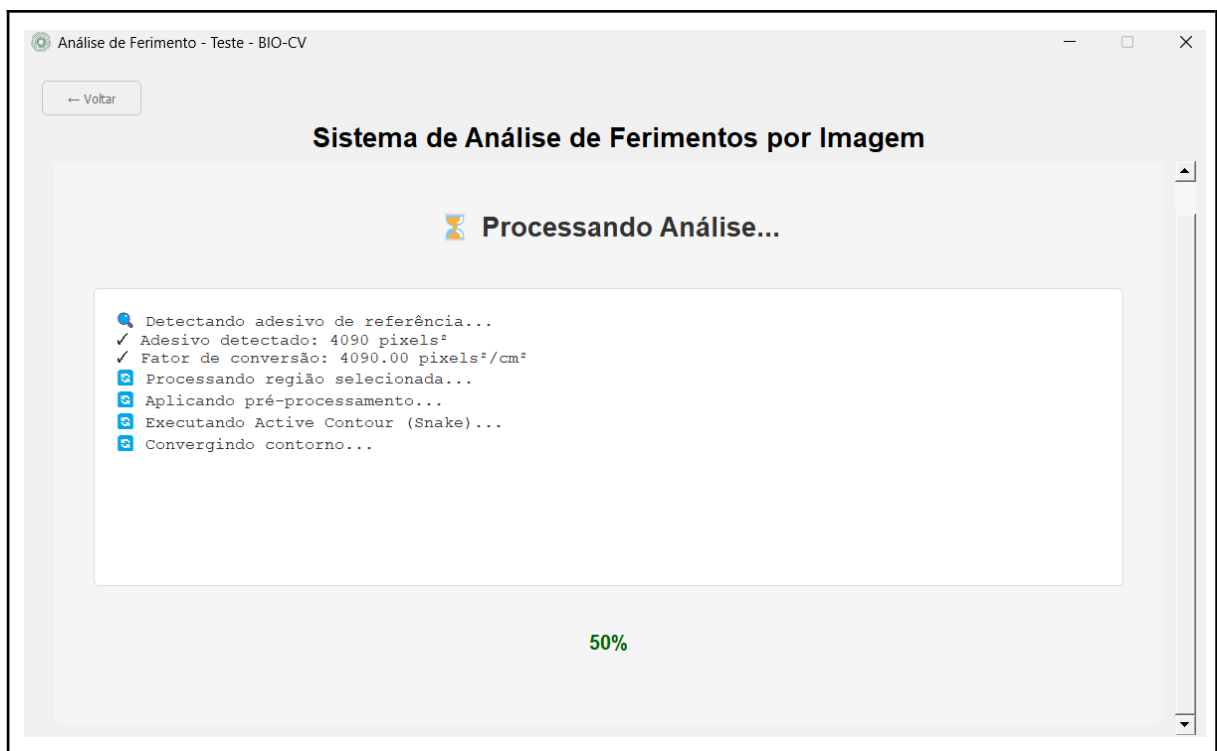 Análise de Ferimento - Teste - BIO-CV
← Voltar
Sistema de Análise de Ferimentos por Imagem
⏳ Processando Análise...
🔍 Detectando adesivo de referência...
✓ Adesivo detectado: 4090 pixels²
✓ Fator de conversão: 4090.00 pixels²/cm²
🔄 Processando região selecionada...
🔄 Aplicando pré-processamento...
🔄 Executando Active Contour (Snake)...
🔄 Convergindo contorno...
50%